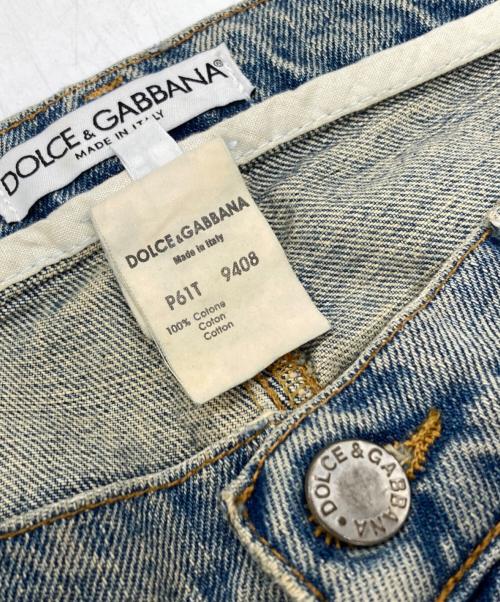 DOLCE & GABBANA®
MADE IN ITALY
DOLCE & GABBANA
Made in Italy
P61T 9408
100% Cotone
Coton
Cotton
DOLCE & GABBANA